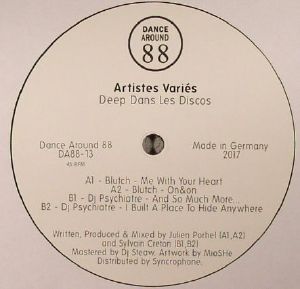 DANCE
AROUND
88
Artistes Variés
Deep Dans Les Discos
Dance Around 88
DA88-13
45 RPM
Made in Germany
2017
A1 - Blutch - Me With Your Heart
A2 - Blutch - On&on
B1 - Dj Psychiatre - And So Much More...
B2 - Dj Psychiatre - I Built A Place To Hide Anywhere
Written, Produced & Mixed by Julien Porhel (A1,A2)
and Sylvain Creton (B1,B2)
Mastered by Dj Steaw. Artwork by MioSHe
Distributed by Syncrophone.